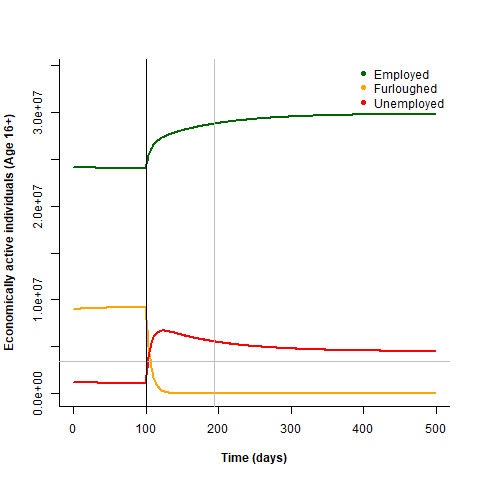 Employed
Furloughed
Unemployed
Economically active individuals (Age 16+)
3.0e+07
2.0e+07
1.0e+07
0.0e+00
0 100 200 300 400 500
Time (days)